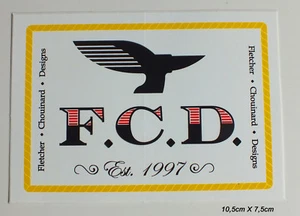 Fletcher • Chouinard • Designs
F.C.D.
Est. 1997
Fletcher • Chouinard • Designs
10,5cm X 7,5cm